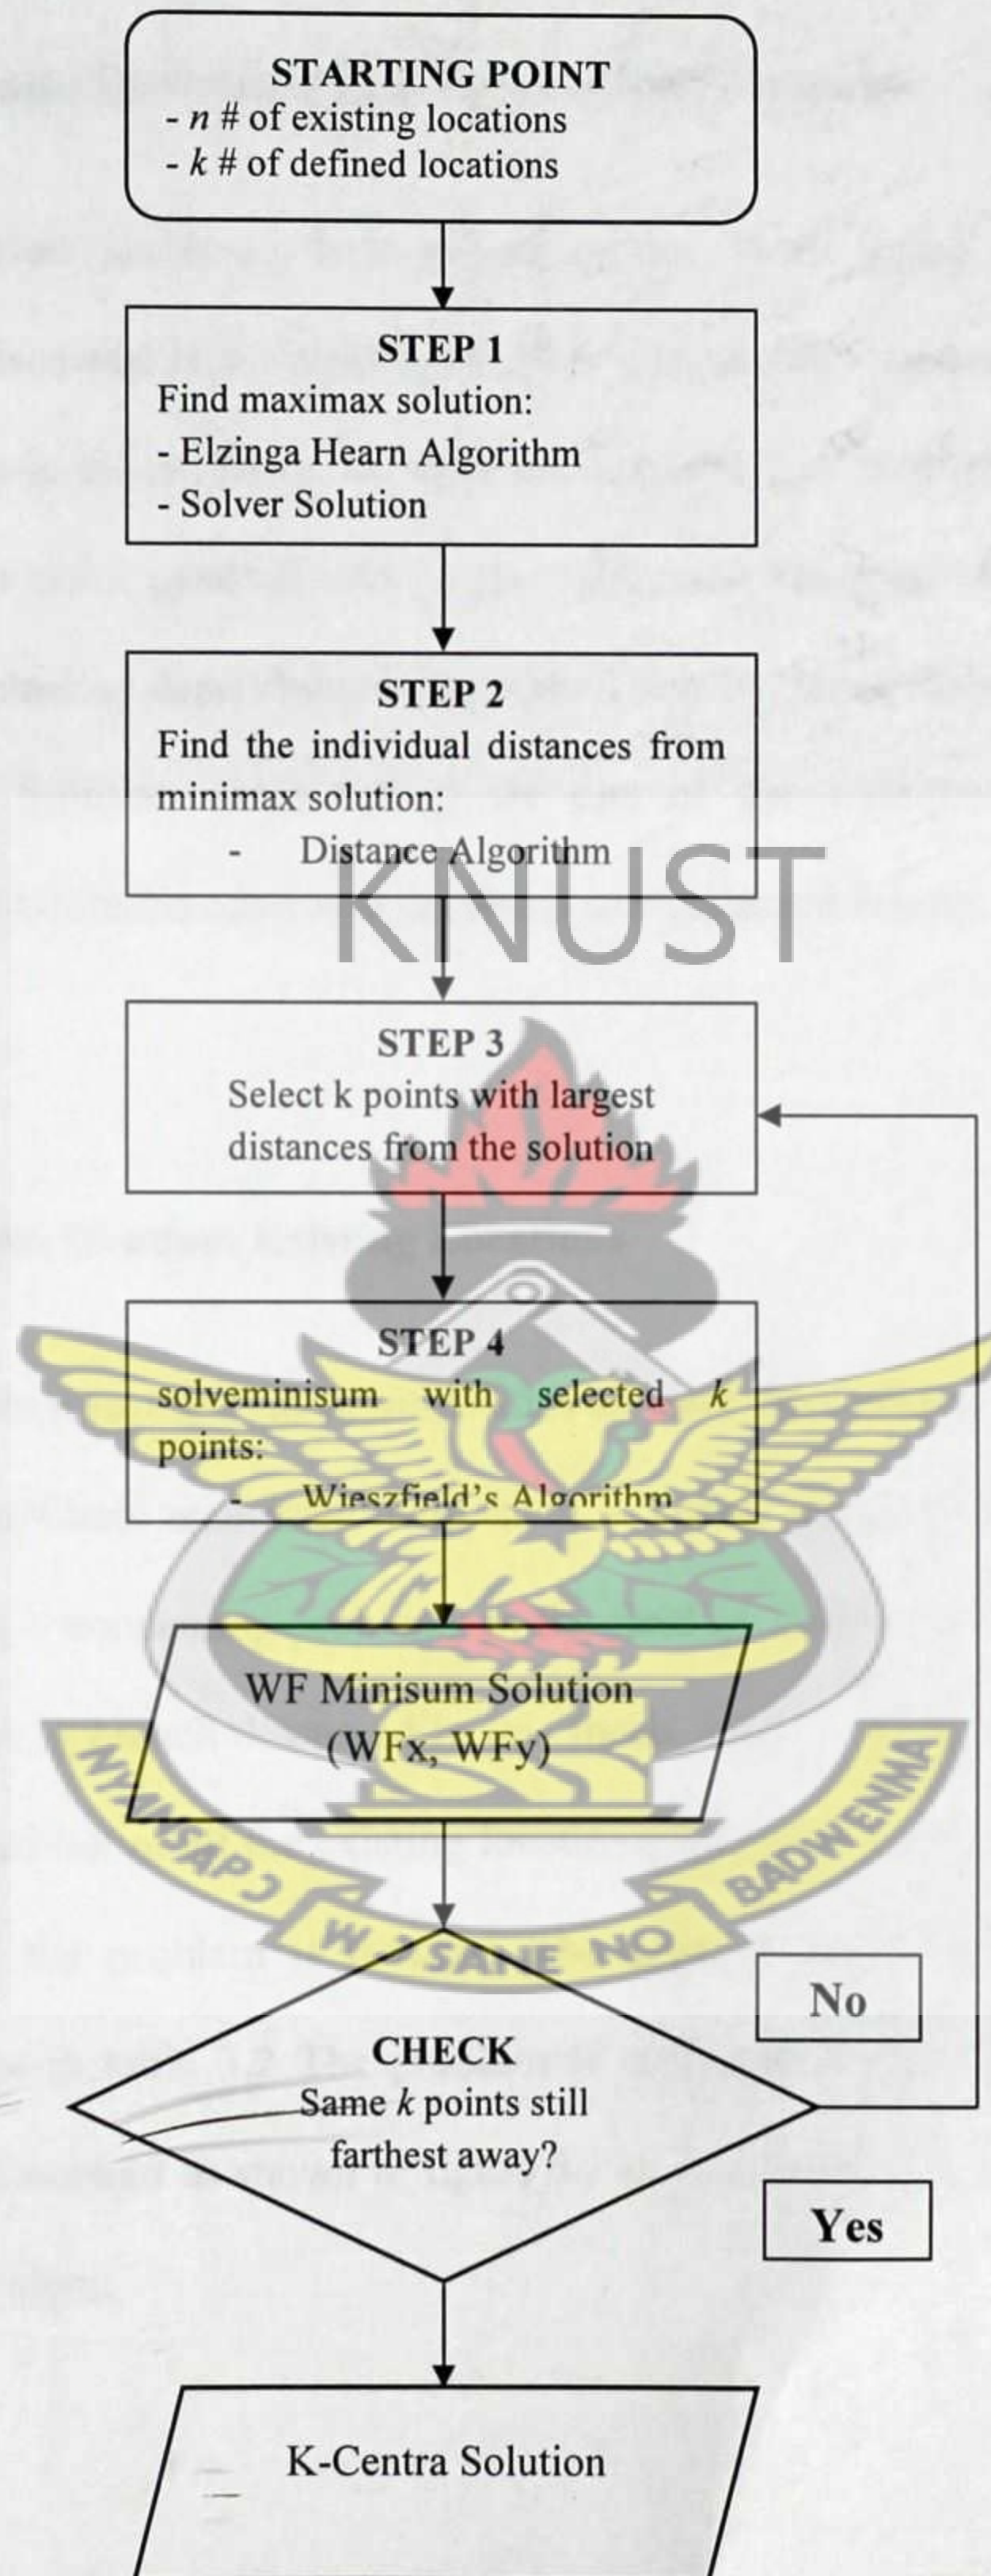 STARTING POINT
- n # of existing locations
- k # of defined locations
STEP 1
Find maximax solution:
- Elzinga Hearn Algorithm
- Solver Solution
STEP 2
Find the individual distances from
minimax solution:
- Distance Algorithm
KNUST
STEP 3
Select k points with largest
distances from the solution
STEP 4
solveminisum with selected k
points:
- Wieszfield's Algorithm
WF Minisum Solution
(WFx, WFy)
NYANSAPƆ
WƆSANE NO
BADWENMA
No
CHECK
Same k points still
farthest away?
Yes
K-Centra Solution